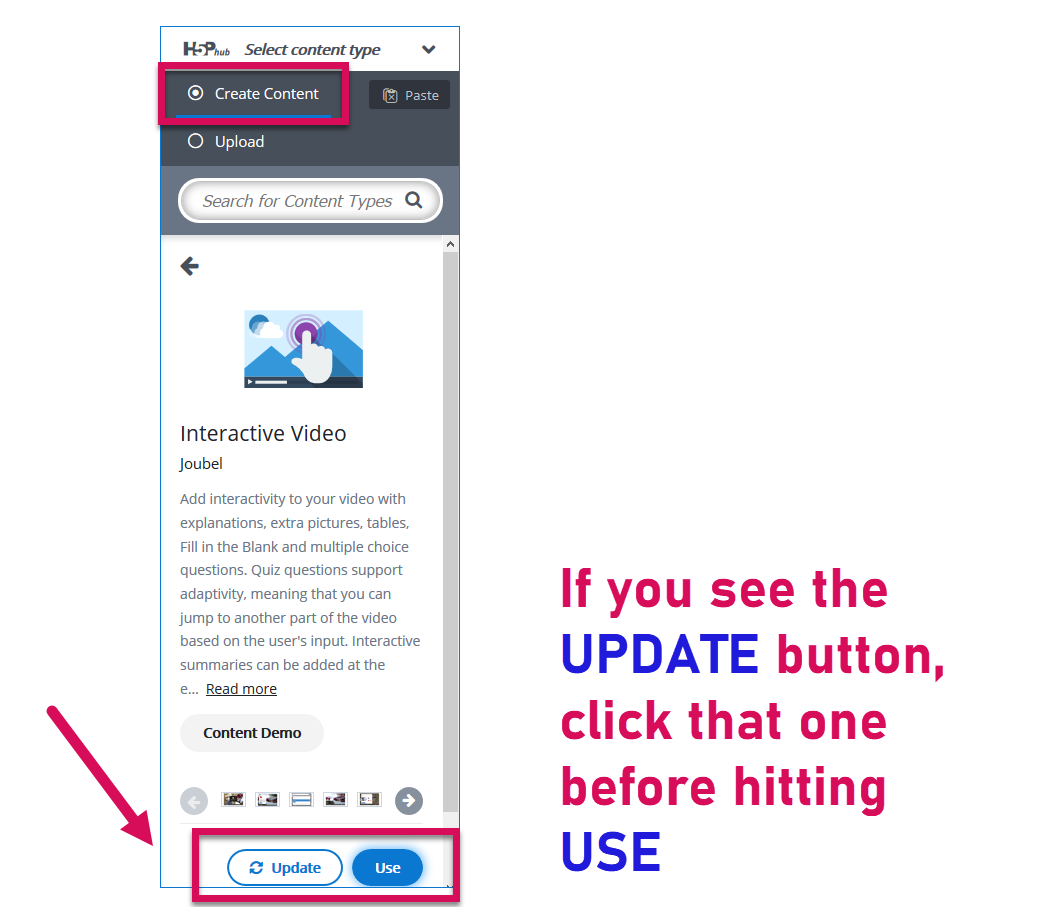 H5Phub Select content type
Create Content
Paste
Upload
Search for Content Types
Interactive Video
Joubel
Add interactivity to your video with
explanations, extra pictures, tables,
Fill in the Blank and multiple choice
questions. Quiz questions support
adaptivity, meaning that you can
jump to another part of the video
based on the user's input. Interactive
summaries can be added at the
e... Read more
Content Demo
Update
Use
If you see the
UPDATE button,
click that one
before hitting
USE